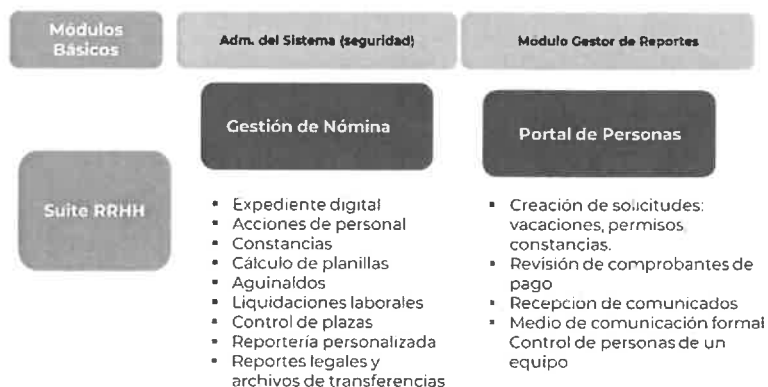 Módulos
Básicos
Adm. del Sistema (seguridad)
Módulo Gestor de Reportes
Suite RRHH
Gestión de Nómina
▪ Expediente digital
▪ Acciones de personal
▪ Constancias
▪ Cálculo de planillas
▪ Aguinaldos
▪ Liquidaciones laborales
▪ Control de plazas
▪ Reportería personalizada
▪ Reportes legales y
archivos de transferencias
Portal de Personas
▪ Creación de solicitudes:
vacaciones, permisos,
constancias.
▪ Revisión de comprobantes de
pago
▪ Recepcion de comunicados
▪ Medio de comunicación formal
Control de personas de un
equipo